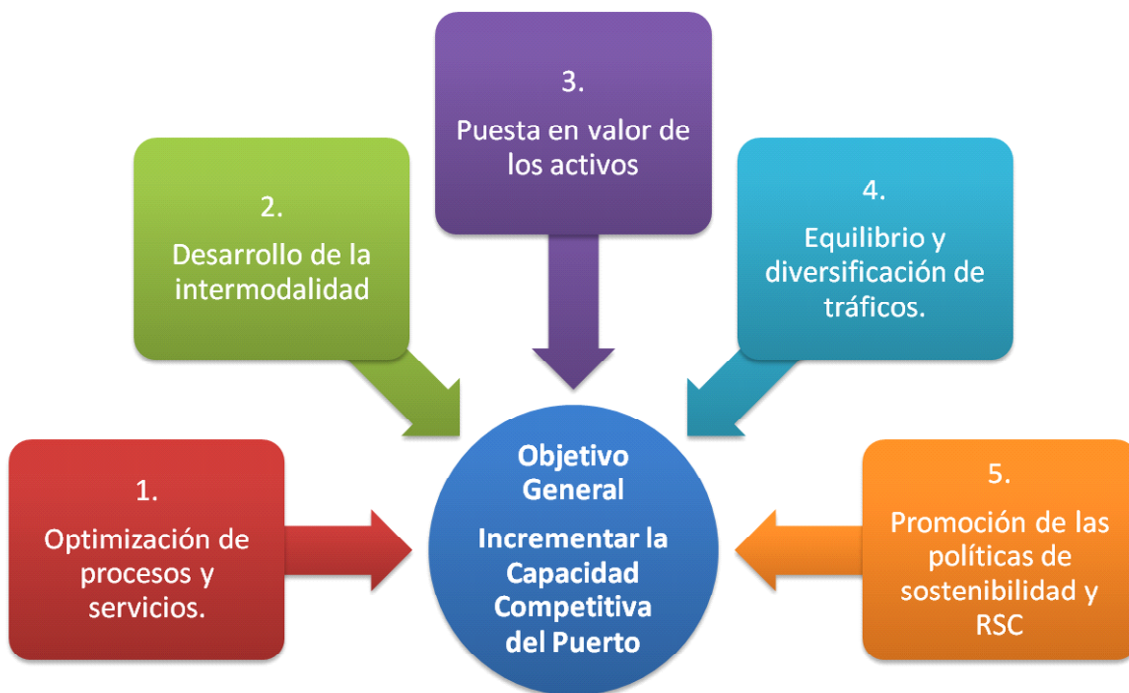 1.
Optimización de
procesos y
servicios.
2.
Desarrollo de la
intermodalidad
3.
Puesta en valor de
los activos
4.
Equilibrio y
diversificación de
tráficos.
5.
Promoción de las
políticas de
sostenibilidad y
RSC
Objetivo
General
Incrementar la
Capacidad
Competitiva
del Puerto